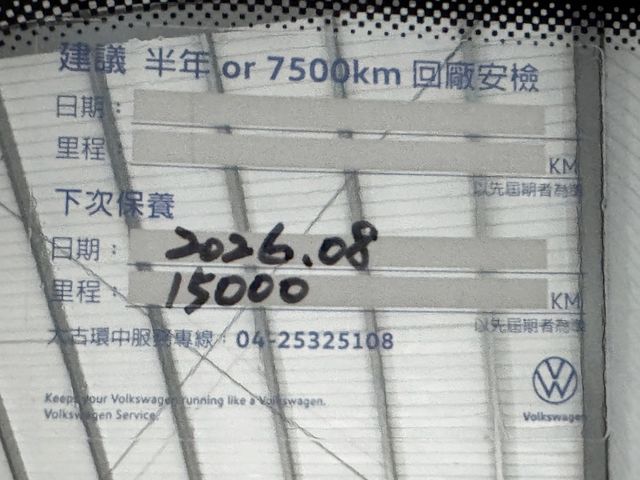 建議 半年 or 7500km 回廠安檢
日期：
里程： KM
以先屆期者為準
下次保養
日期： 2026.08
里程： 15000 KM
以先屆期者為準
太古環中服務專線：04-25325108
Keeps your Volkswagen running like a Volkswagen.
Volkswagen Service.
Volkswagen